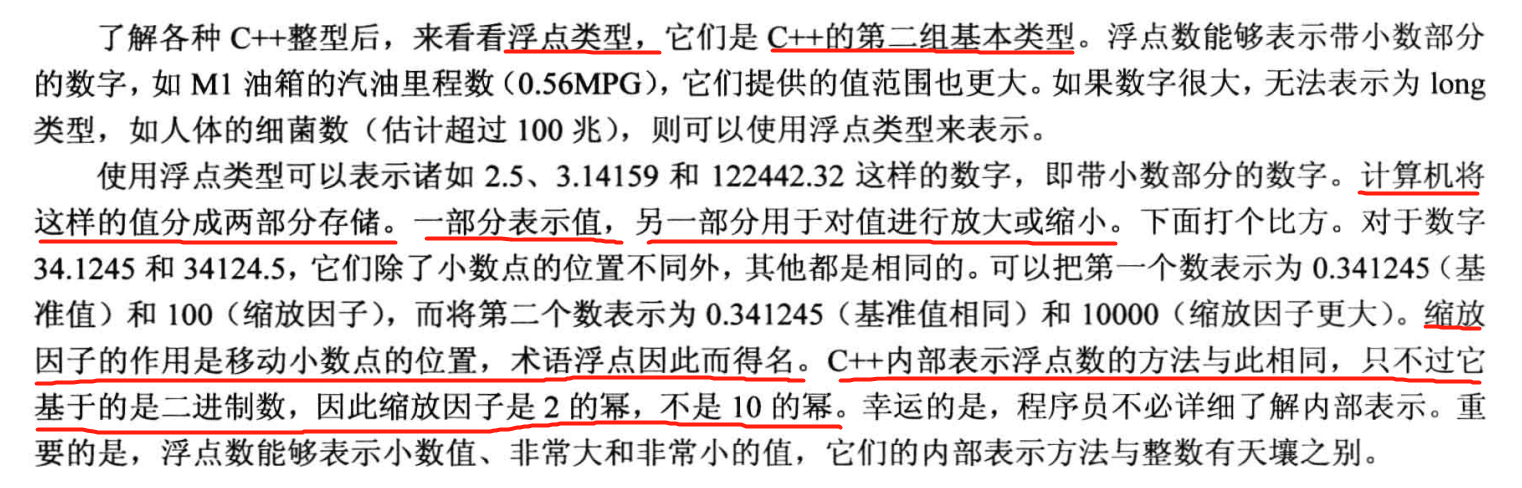 了解各种 C++整型后，来看看浮点类型，它们是 C++的第二组基本类型。浮点数能够表示带小数部分
的数字，如 M1 油箱的汽油里程数（0.56MPG），它们提供的值范围也更大。如果数字很大，无法表示为 long
类型，如人体的细菌数（估计超过 100 兆），则可以使用浮点类型来表示。
使用浮点类型可以表示诸如 2.5、3.14159 和 122442.32 这样的数字，即带小数部分的数字。计算机将
这样的值分成两部分存储。一部分表示值，另一部分用于对值进行放大或缩小。下面打个比方。对于数字
34.1245 和 34124.5，它们除了小数点的位置不同外，其他都是相同的。可以把第一个数表示为 0.341245（基
准值）和 100（缩放因子），而将第二个数表示为 0.341245（基准值相同）和 10000（缩放因子更大）。缩放
因子的作用是移动小数点的位置，术语浮点因此而得名。C++内部表示浮点数的方法与此相同，只不过它
基于的是二进制数，因此缩放因子是 2 的幂，不是 10 的幂。幸运的是，程序员不必详细了解内部表示。重
要的是，浮点数能够表示小数值、非常大和非常小的值，它们的内部表示方法与整数有天壤之别。